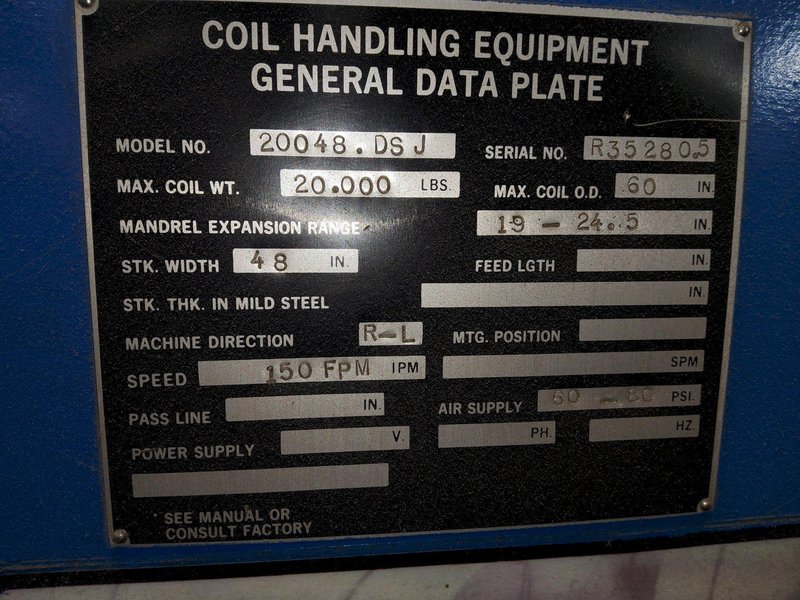 COIL HANDLING EQUIPMENT
GENERAL DATA PLATE
MODEL NO. 20048.DSJ SERIAL NO. R35280.5
MAX. COIL WT. 20.000 LBS. MAX. COIL O.D. 60 IN.
MANDREL EXPANSION RANGE 19 - 24.5 IN.
STK. WIDTH 48 IN. FEED LGTH IN.
STK. THK. IN MILD STEEL IN.
MACHINE DIRECTION R-L MTG. POSITION
SPEED 150 FPM IPM SPM
PASS LINE IN. AIR SUPPLY 60 - 80 PSI.
POWER SUPPLY V. PH. HZ.
SEE MANUAL OR
CONSULT FACTORY